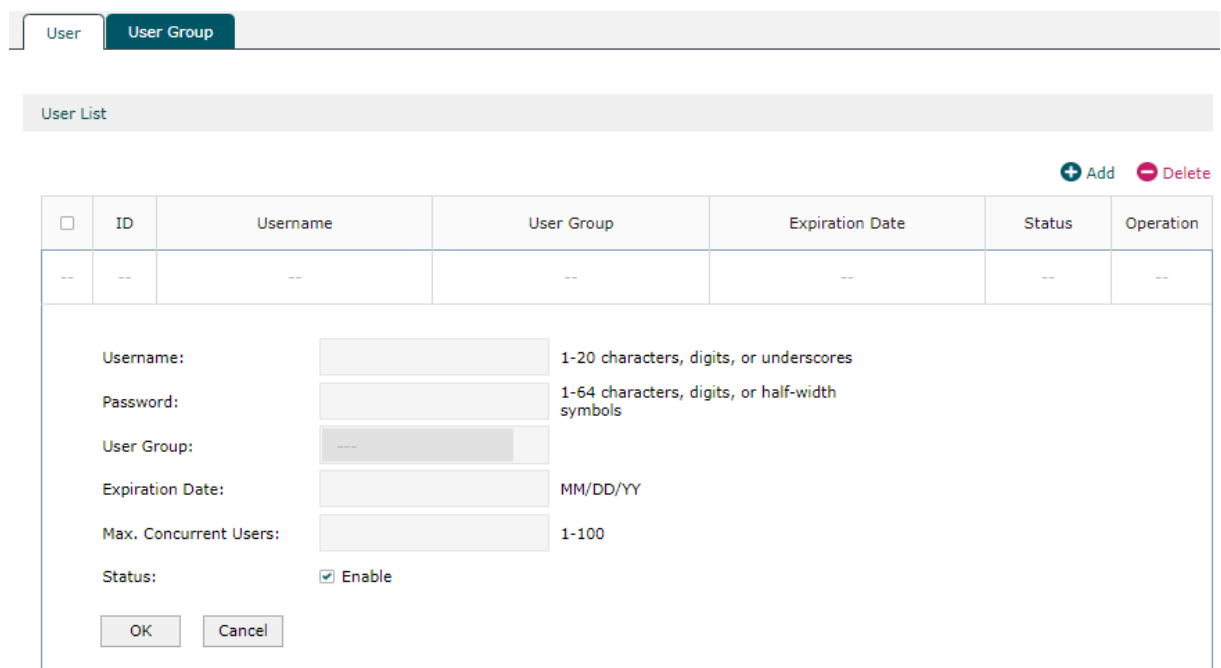 User User Group
User List
Add Delete
ID Username User Group Expiration Date Status Operation
-- -- -- -- -- -- --
Username: 1-20 characters, digits, or underscores
Password: 1-64 characters, digits, or half-width
symbols
User Group: ---
Expiration Date: MM/DD/YY
Max. Concurrent Users: 1-100
Status: Enable
OK Cancel